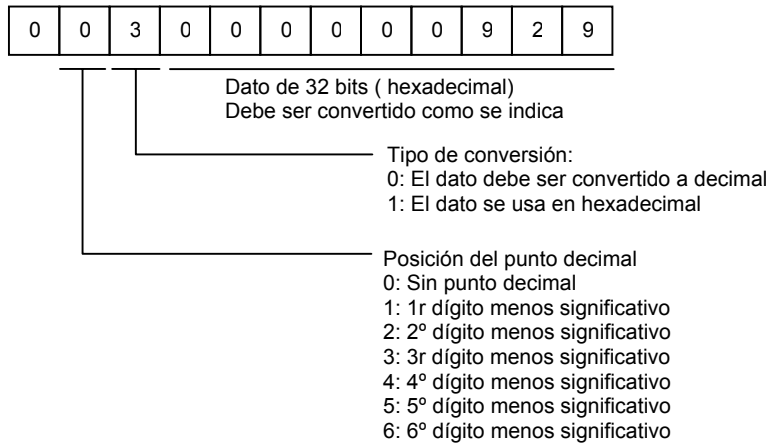 0 0 3 0 0 0 0 0 0 9 2 9
Dato de 32 bits ( hexadecimal)
Debe ser convertido como se indica
Tipo de conversión:
0: El dato debe ser convertido a decimal
1: El dato se usa en hexadecimal
Posición del punto decimal
0: Sin punto decimal
1: 1r dígito menos significativo
2: 2º dígito menos significativo
3: 3r dígito menos significativo
4: 4º dígito menos significativo
5: 5º dígito menos significativo
6: 6º dígito menos significativo